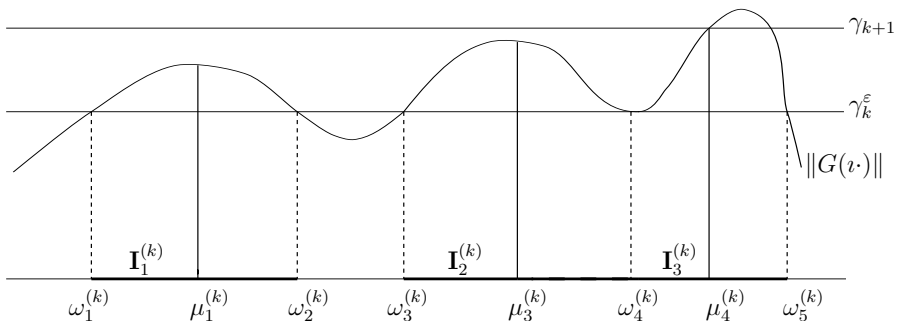 γ_{k+1}
γ_k^ε
‖G(ı·)‖
I_1^{(k)} I_2^{(k)} I_3^{(k)}
ω_1^{(k)} μ_1^{(k)} ω_2^{(k)} ω_3^{(k)} μ_3^{(k)} ω_4^{(k)} μ_4^{(k)} ω_5^{(k)}